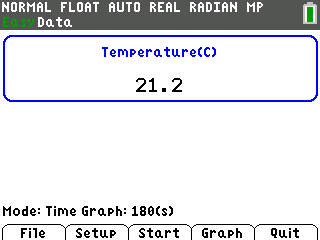 NORMAL FLOAT AUTO REAL RADIAN MP
EasyData
Temperature(C)
21.2
Mode: Time Graph: 180(s)
File Setup Start Graph Quit